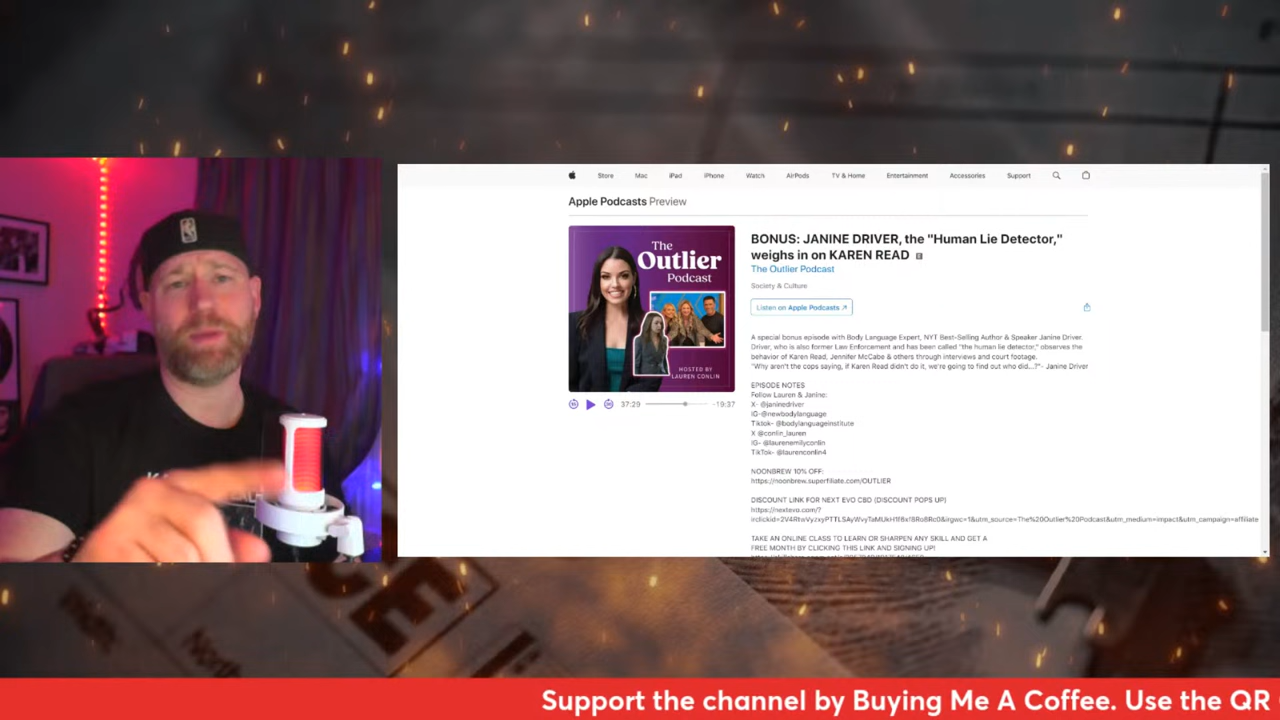 Store Mac iPad iPhone Watch AirPods TV & Home Entertainment Accessories Support
Apple Podcasts Preview
The
Outlier
Podcast
HOSTED BY
LAUREN CONLIN
37:29 -19:37
BONUS: JANINE DRIVER, the "Human Lie Detector,"
weighs in on KAREN READ
The Outlier Podcast
Society & Culture
Listen on Apple Podcasts ↗
A special bonus episode with Body Language Expert, NYT Best-Selling Author & Speaker Janine Driver.
Driver, who is also former Law Enforcement and has been called "the human lie detector," observes the
behavior of Karen Read, Jennifer McCabe & others through interviews and court footage.
"Why aren't the cops saying, if Karen Read didn't do it, we're going to find out who did...?"- Janine Driver
EPISODE NOTES
Follow Lauren & Janine:
X- @janinedriver
IG-@newbodylanguage
Tiktok- @bodylanguageinstitute
X @conlin_lauren
IG- @laurenemilyconlin
TikTok- @laurenconlin4
NOONBREW 10% OFF:
https://noonbrew.superfiliate.com/OUTLIER
DISCOUNT LINK FOR NEXT EVO CBD (DISCOUNT POPS UP)
https://nextevo.com/?
TAKE AN ONLINE CLASS TO LEARN OR SHARPEN ANY SKILL AND GET A
FREE MONTH BY CLICKING THIS LINK AND SIGNING UP!
Support the channel by Buying Me A Coffee. Use the QR